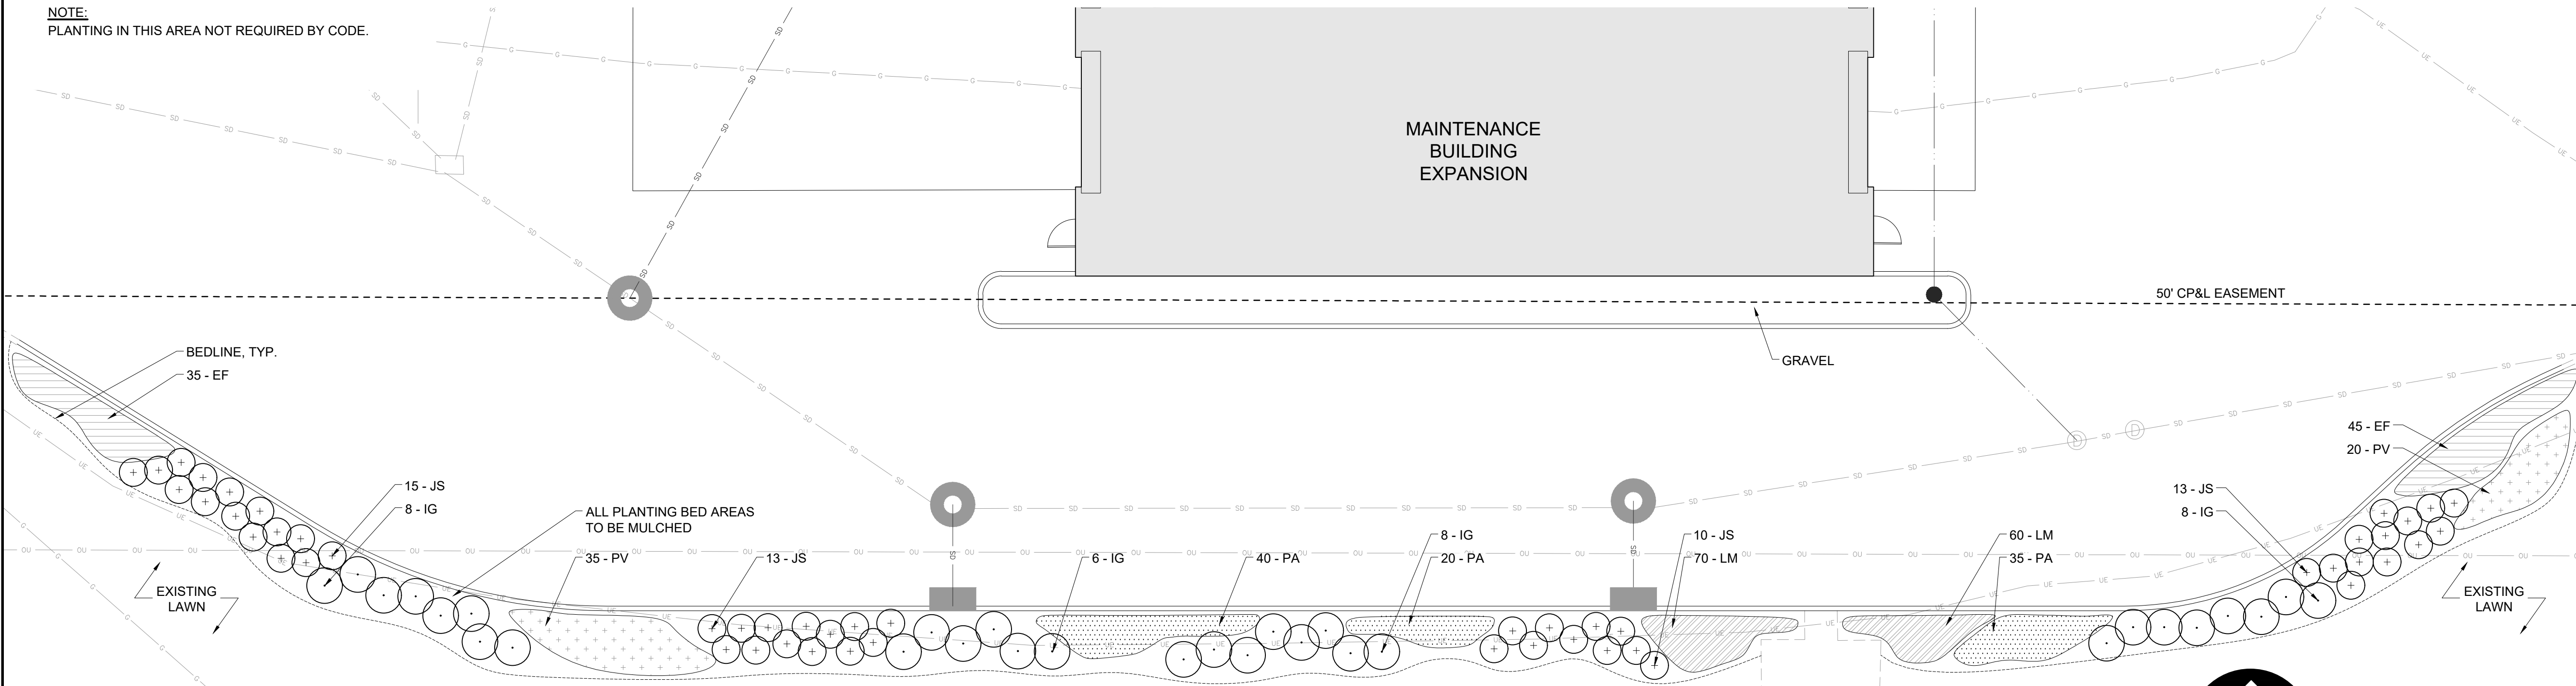 NOTE:
PLANTING IN THIS AREA NOT REQUIRED BY CODE.
MAINTENANCE
BUILDING
EXPANSION
50' CP&L EASEMENT
GRAVEL
BEDLINE, TYP.
35 - EF
15 - JS
8 - IG
ALL PLANTING BED AREAS
TO BE MULCHED
35 - PV
13 - JS
6 - IG
40 - PA
8 - IG
20 - PA
10 - JS
70 - LM
60 - LM
35 - PA
13 - JS
8 - IG
45 - EF
20 - PV
EXISTING
LAWN
EXISTING
LAWN
SD
G
UE
OU
D
D